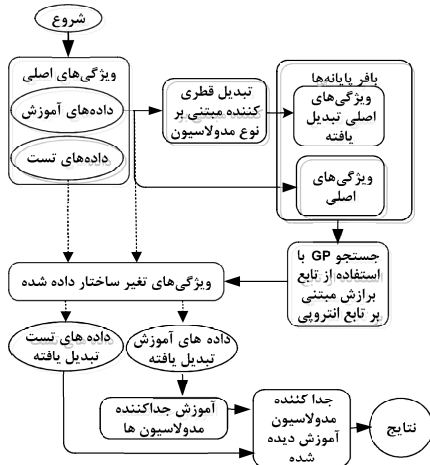 شروع
ویژگی‌های اصلی
داده‌های آموزش
داده‌های تست
تبدیل قطری
کننده مبتنی بر
نوع مدولاسیون
بافر پایانه‌ها
ویژگی‌های
اصلی تبدیل
یافته
ویژگی‌های
اصلی
جستجو GP با
استفاده از تابع
برازش مبتنی
بر تابع انتروپی
ویژگی‌های تغیر ساختار داده شده
داده های تست
تبدیل یافته
داده های آموزش
تبدیل یافته
آموزش جداکننده
مدولاسیون ها
جدا کننده
مدولاسیون
آموزش دیده
شده
نتایج